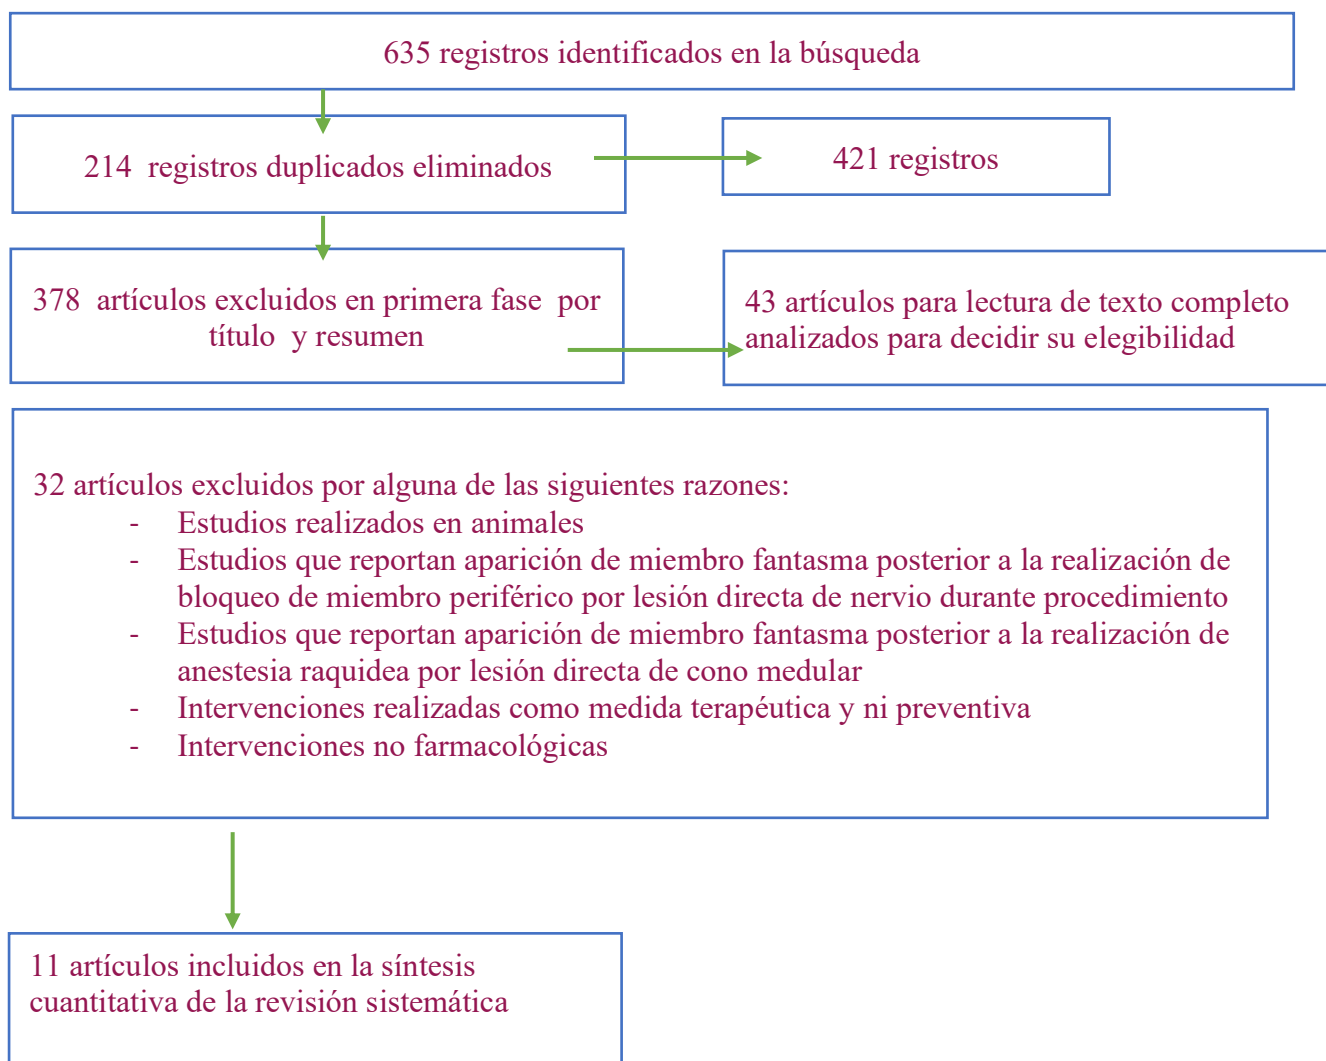 635 registros identificados en la búsqueda
214 registros duplicados eliminados
421 registros
378 artículos excluidos en primera fase por
título y resumen
43 artículos para lectura de texto completo
analizados para decidir su elegibilidad
32 artículos excluidos por alguna de las siguientes razones:
- Estudios realizados en animales
- Estudios que reportan aparición de miembro fantasma posterior a la realización de
bloqueo de miembro periférico por lesión directa de nervio durante procedimiento
- Estudios que reportan aparición de miembro fantasma posterior a la realización de
anestesia raquidea por lesión directa de cono medular
- Intervenciones realizadas como medida terapéutica y ni preventiva
- Intervenciones no farmacológicas
11 artículos incluidos en la síntesis
cuantitativa de la revisión sistemática